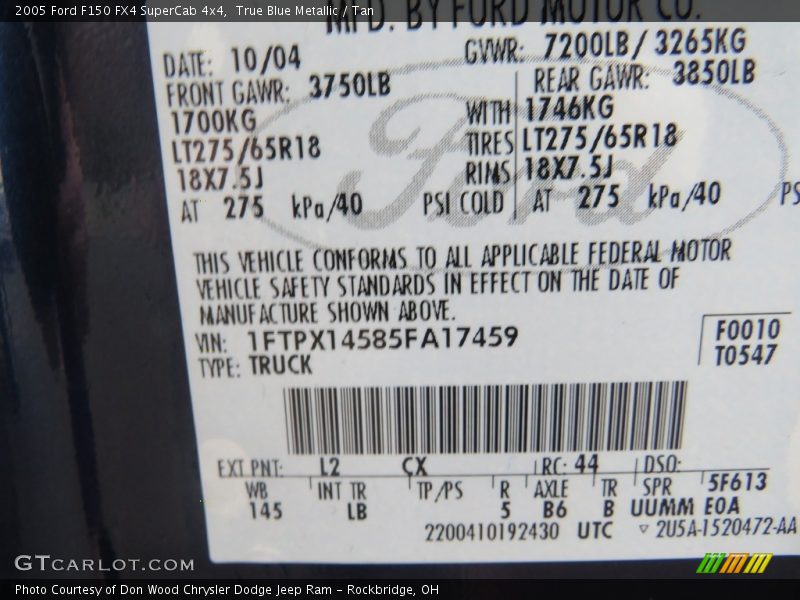 2005 Ford F150 FX4 SuperCab 4x4, True Blue Metallic / Tan
MFD. BY FORD MOTOR CO.
DATE: 10/04 GVWR: 7200LB/ 3265KG
FRONT GAWR: 3750LB REAR GAWR: 3850LB
1700KG WITH 1746KG
LT275/65R18 TIRES LT275/65R18
18X7.5J RIMS 18X7.5J
AT 275 kPa/40 PSI COLD AT 275 kPa/40 PS
THIS VEHICLE CONFORMS TO ALL APPLICABLE FEDERAL MOTOR
VEHICLE SAFETY STANDARDS IN EFFECT ON THE DATE OF
MANUFACTURE SHOWN ABOVE.
VIN: 1FTPX14585FA17459 F0010
TYPE: TRUCK T0547
EXT PNT: L2 CX RC: 44 DSO:
WB INT TR TP/PS R AXLE TR SPR 5F613
145 LB 5 B6 B UUMM E0A
2200410192430 UTC ▽ 2U5A-1520472-AA
Ford
GTcarlot.com
Photo Courtesy of Don Wood Chrysler Dodge Jeep Ram - Rockbridge, OH